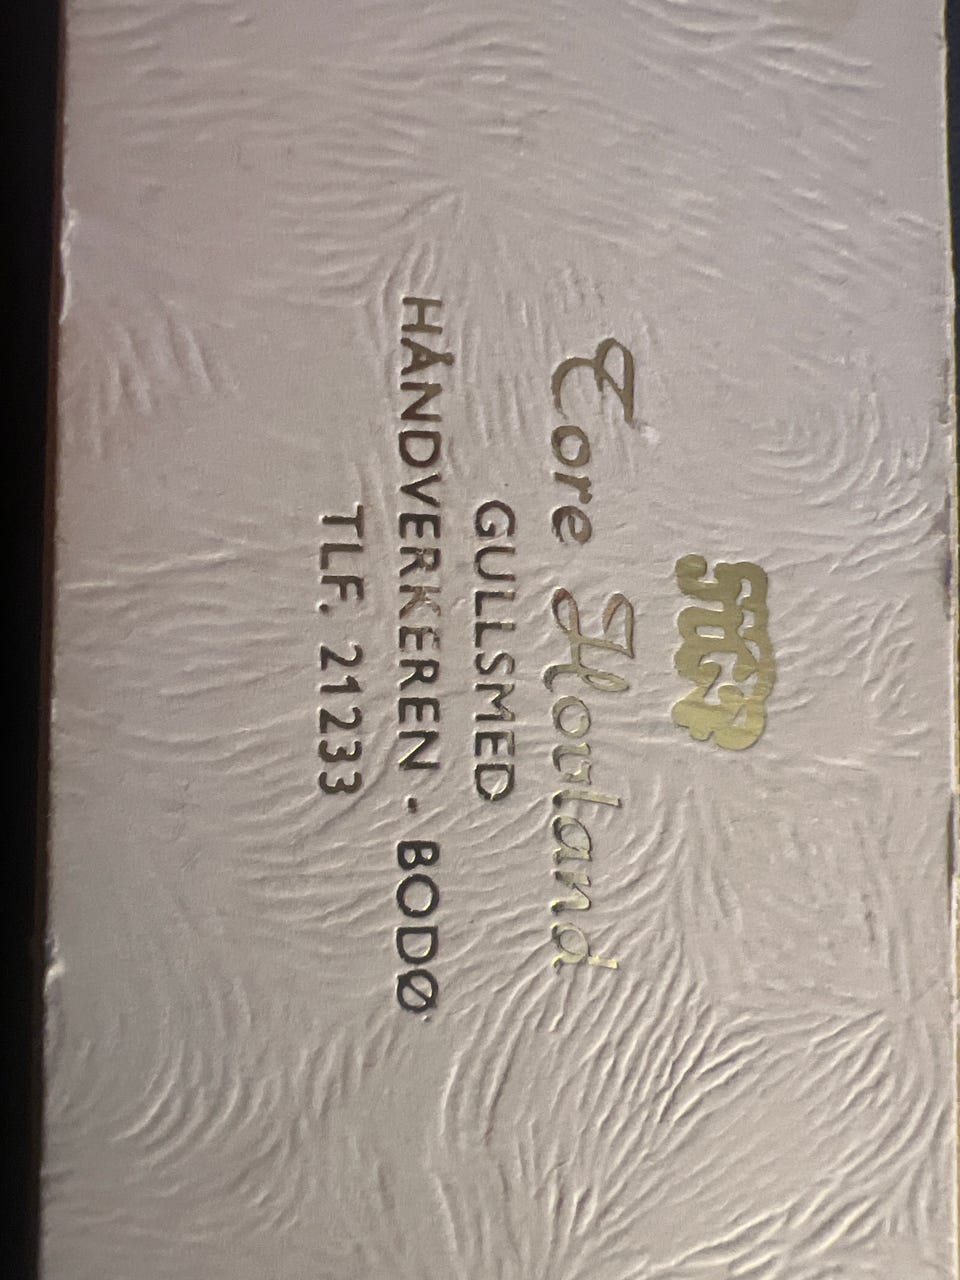 Tore Hovland
GULLSMED
HÅNDVERKEREN - BODØ
TLF. 21233